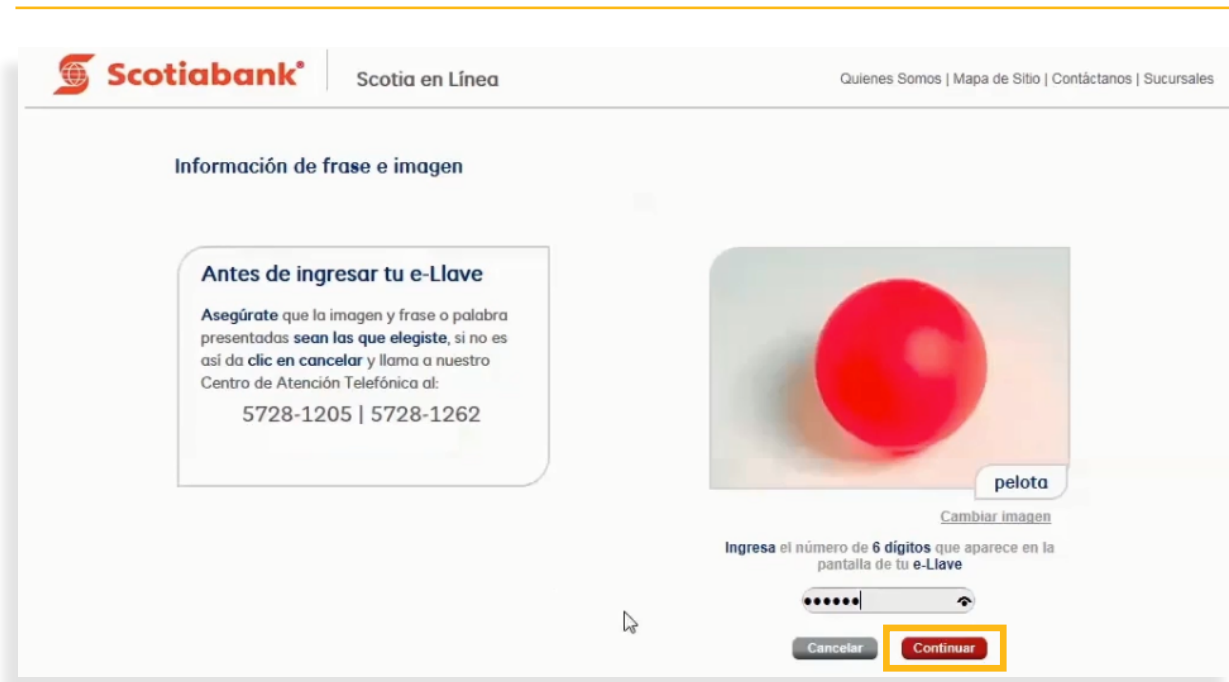 Scotiabank®
Scotia en Línea
Quienes Somos | Mapa de Sitio | Contáctanos | Sucursales
Información de frase e imagen
Antes de ingresar tu e-Llave
Asegúrate que la imagen y frase o palabra
presentadas sean las que elegiste, si no es
así da clic en cancelar y llama a nuestro
Centro de Atención Telefónica al:
5728-1205 | 5728-1262
pelota
Cambiar imagen
Ingresa el número de 6 dígitos que aparece en la
pantalla de tu e-Llave
••••••
Cancelar
Continuar